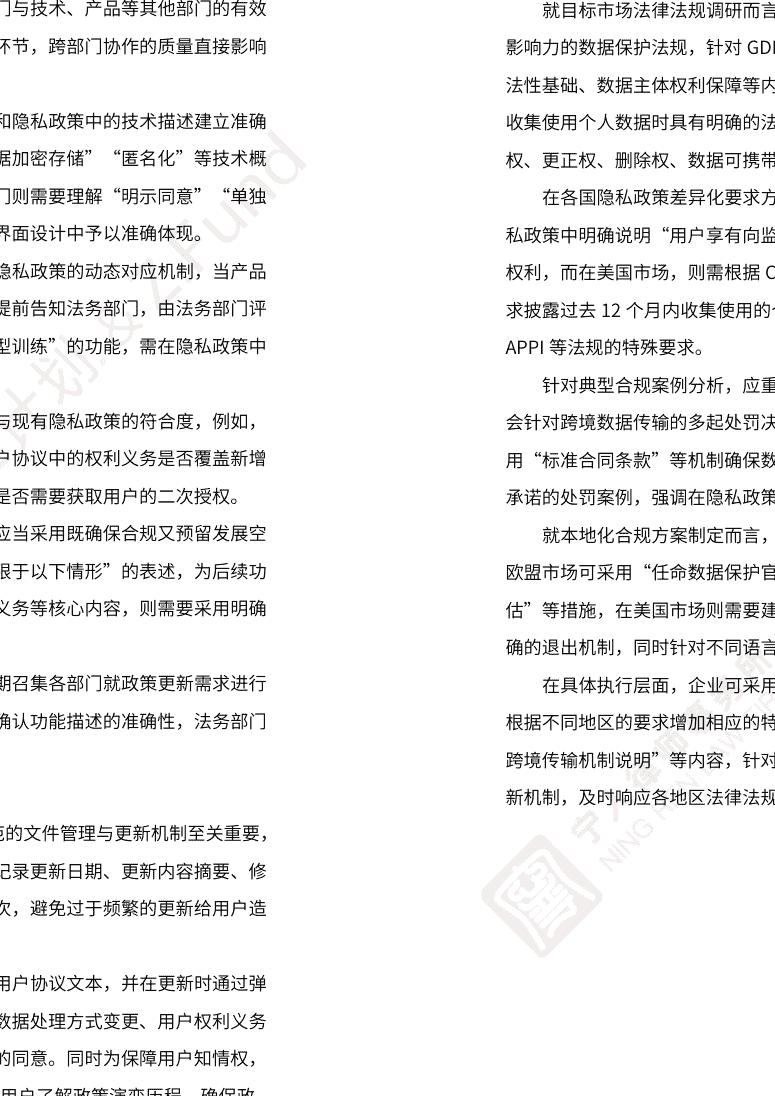 门与技术、产品等其他部门的有效
环节，跨部门协作的质量直接影响
和隐私政策中的技术描述建立准确
据加密存储”“匿名化”等技术概
门则需要理解“明示同意”“单独
界面设计中予以准确体现。
隐私政策的动态对应机制，当产品
提前告知法务部门，由法务部门评
型训练”的功能，需在隐私政策中
与现有隐私政策的符合度，例如，
户协议中的权利义务是否覆盖新增
是否需要获取用户的二次授权。
应当采用既确保合规又预留发展空
限于以下情形”的表述，为后续功
义务等核心内容，则需要采用明确
期召集各部门就政策更新需求进行
确认功能描述的准确性，法务部门
的文件管理与更新机制至关重要，
记录更新日期、更新内容摘要、修
次，避免过于频繁的更新给用户造
用户协议文本，并在更新时通过弹
数据处理方式变更、用户权利义务
的同意。同时为保障用户知情权，
用户了解政策演变历程，确保政
就目标市场法律法规调研而言
影响力的数据保护法规，针对 GD
法性基础、数据主体权利保障等内
收集使用个人数据时具有明确的法
权、更正权、删除权、数据可携带
在各国隐私政策差异化要求方
私政策中明确说明“用户享有向监
权利，而在美国市场，则需根据 C
求披露过去 12 个月内收集使用的
APPI 等法规的特殊要求。
针对典型合规案例分析，应重
会针对跨境数据传输的多起处罚决
用“标准合同条款”等机制确保数
承诺的处罚案例，强调在隐私政策
就本地化合规方案制定而言，
欧盟市场可采用“任命数据保护官
估”等措施，在美国市场则需要建
确的退出机制，同时针对不同语言
在具体执行层面，企业可采用
根据不同地区的要求增加相应的特
跨境传输机制说明”等内容，针对
新机制，及时响应各地区法律法规
计划 & Z Fund
宁人律师事务所
NING REN LAW FIR